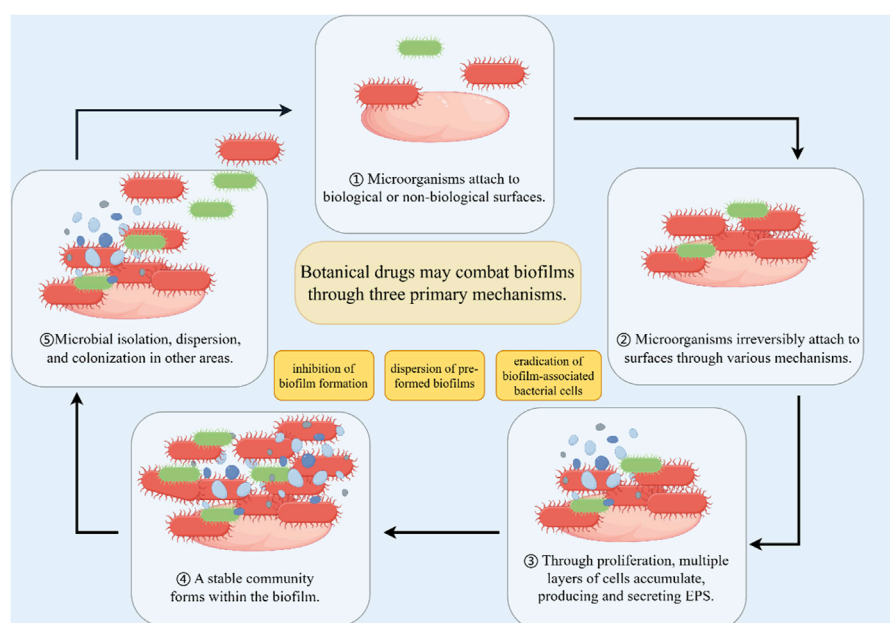 ① Microorganisms attach to
biological or non-biological surfaces.
Botanical drugs may combat biofilms
through three primary mechanisms.
inhibition of
biofilm formation
dispersion of pre-
formed biofilms
eradication of
biofilm-associated
bacterial cells
② Microorganisms irreversibly attach to
surfaces through various mechanisms.
③ Through proliferation, multiple
layers of cells accumulate,
producing and secreting EPS.
④ A stable community
forms within the biofilm.
⑤Microbial isolation, dispersion,
and colonization in other areas.